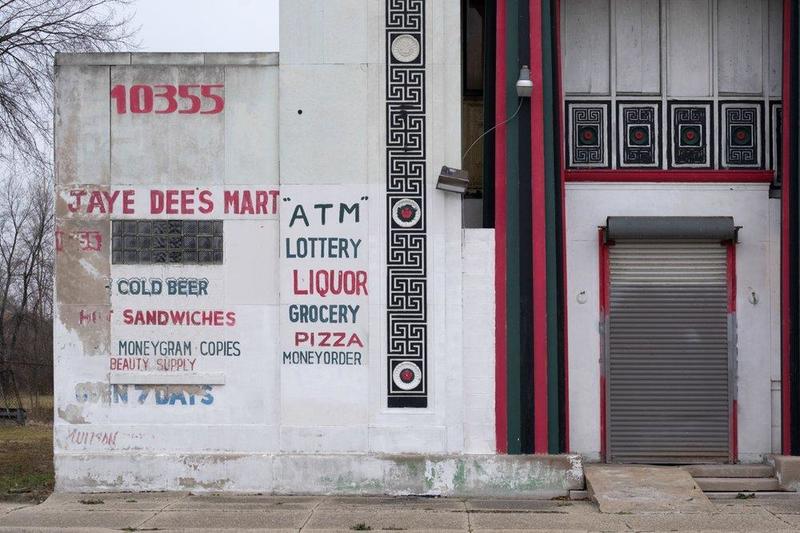 10355
JAYE DEE'S MART
"ATM"
LOTTERY
COLD BEER
LIQUOR
SANDWICHES
GROCERY
MONEYGRAM COPIES
PIZZA
BEAUTY SUPPLY
MONEYORDER
OPEN 7 DAYS